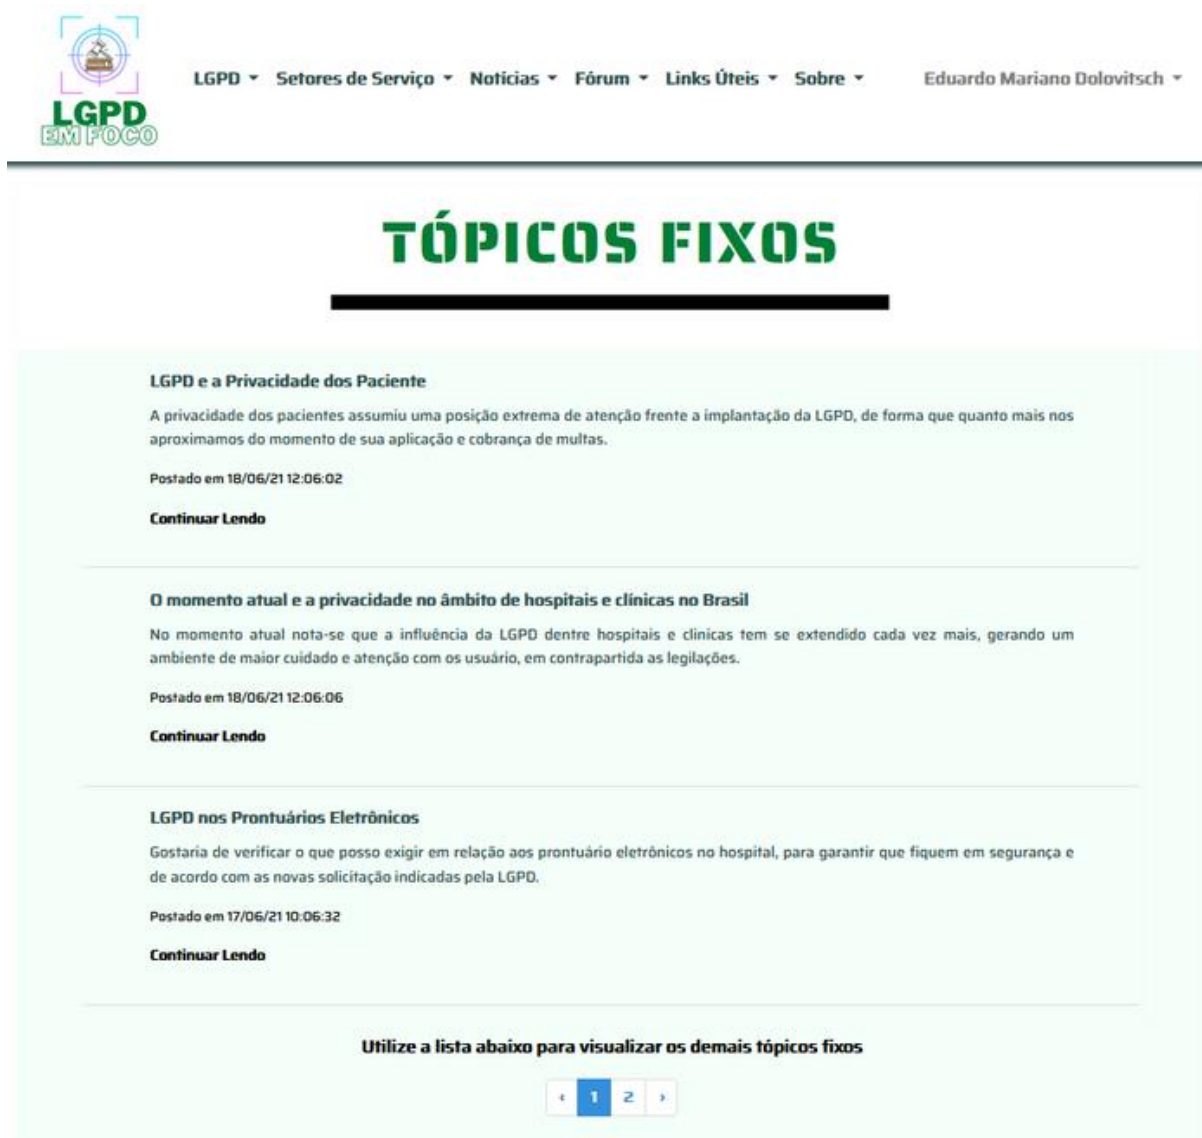 LGPD
EM FOCO
LGPD Setores de Serviço Notícias Fórum Links Úteis Sobre Eduardo Mariano Dolovitsch
TÓPICOS FIXOS
LGPD e a Privacidade dos Paciente
A privacidade dos pacientes assumiu uma posição extrema de atenção frente a implantação da LGPD, de forma que quanto mais nos
aproximamos do momento de sua aplicação e cobrança de multas.
Postado em 18/06/21 12:06:02
Continuar Lendo
O momento atual e a privacidade no âmbito de hospitais e clínicas no Brasil
No momento atual nota-se que a influência da LGPD dentre hospitais e clinicas tem se extendido cada vez mais, gerando um
ambiente de maior cuidado e atenção com os usuário, em contrapartida as legilações.
Postado em 18/06/21 12:06:06
Continuar Lendo
LGPD nos Prontuários Eletrônicos
Gostaria de verificar o que posso exigir em relação aos prontuário eletrônicos no hospital, para garantir que fiquem em segurança e
de acordo com as novas solicitação indicadas pela LGPD.
Postado em 17/06/21 10:06:32
Continuar Lendo
Utilize a lista abaixo para visualizar os demais tópicos fixos
‹ 1 2 ›